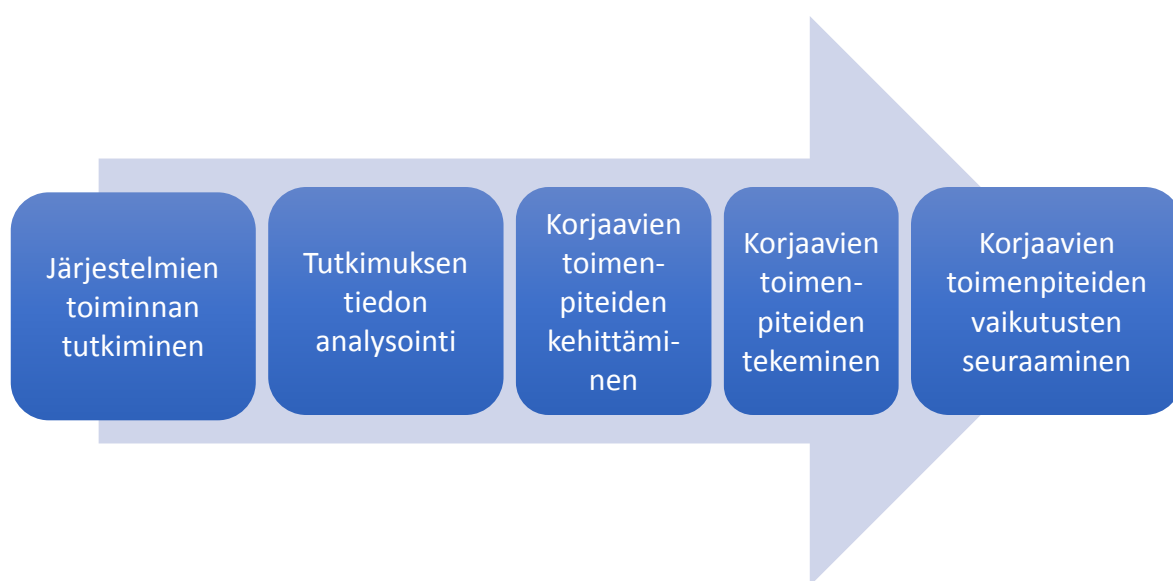 Järjestelmien
toiminnan
tutkiminen
Tutkimuksen
tiedon
analysointi
Korjaavien
toimen-
piteiden
kehittämi-
nen
Korjaavien
toimen-
piteiden
tekeminen
Korjaavien
toimenpiteiden
vaikutusten
seuraaminen